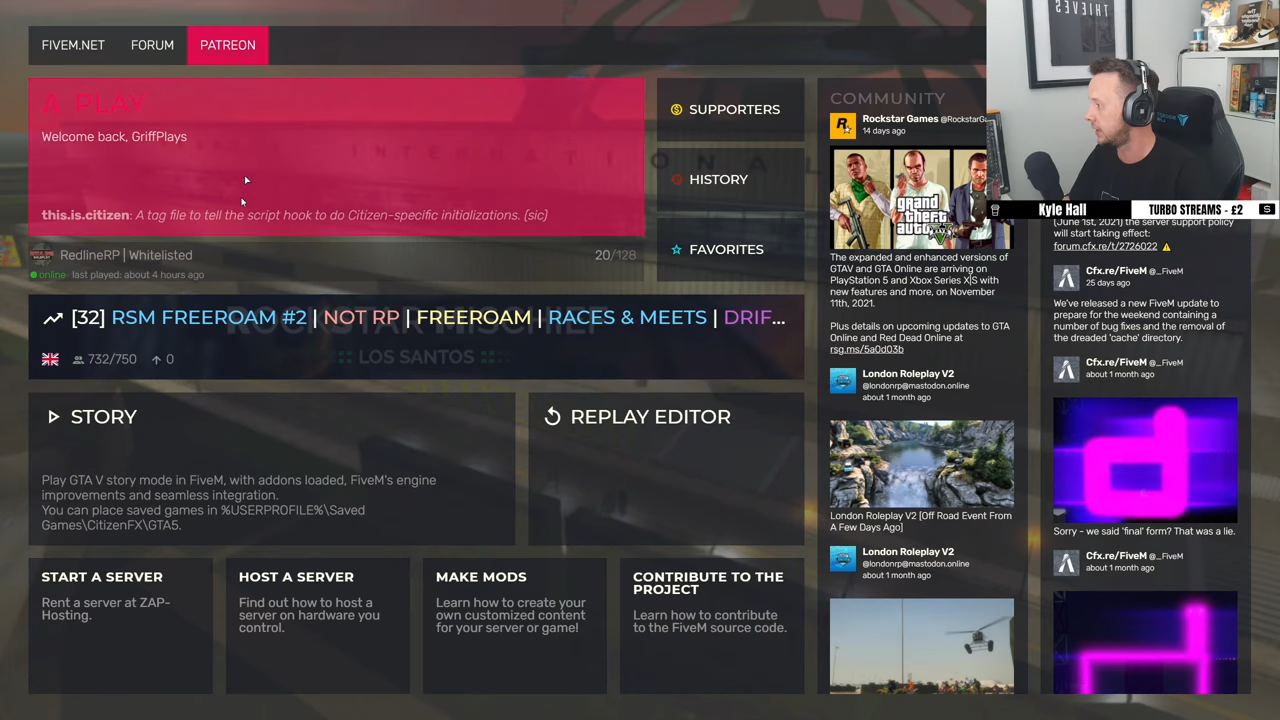 FIVEM.NET
FORUM
PATREON
PLAY
Welcome back, GriffPlays
this.is.citizen: A tag file to tell the script hook to do Citizen-specific initializations. (sic)
RedlineRP | Whitelisted
20/128
online · last played: about 4 hours ago
SUPPORTERS
HISTORY
FAVORITES
[32] RSM FREEROAM #2 | NOT RP | FREEROAM | RACES & MEETS | DRIF...
LOS SANTOS
732/750
0
STORY
Play GTA V story mode in FiveM, with addons loaded, FiveM's engine
improvements and seamless integration.
You can place saved games in %USERPROFILE%\Saved
Games\CitizenFX\GTA5.
REPLAY EDITOR
START A SERVER
Rent a server at ZAP-
Hosting.
HOST A SERVER
Find out how to host a
server on hardware you
control.
MAKE MODS
Learn how to create your
own customized content
for your server or game!
CONTRIBUTE TO THE
PROJECT
Learn how to contribute
to the FiveM source code.
COMMUNITY
Rockstar Games @RockstarGa
14 days ago
grand
theft
auto
V
The expanded and enhanced versions of
GTAV and GTA Online are arriving on
PlayStation 5 and Xbox Series X|S with
new features and more, on November
11th, 2021.
Plus details on upcoming updates to GTA
Online and Red Dead Online at
rsg.ms/5a0d03b
London Roleplay V2
@londonrp@mastodon.online
about 1 month ago
London Roleplay V2 [Off Road Event From
A Few Days Ago]
London Roleplay V2
@londonrp@mastodon.online
about 1 month ago
THIEVES
Kyle Hall
TURBO STREAMS - £2
(June 1st, 2021) the server support policy
will start taking effect:
forum.cfx.re/t/2726022
Cfx.re/FiveM @_FiveM
25 days ago
We've released a new FiveM update to
prepare for the weekend containing a
number of bug fixes and the removal of
the dreaded 'cache' directory.
Cfx.re/FiveM @_FiveM
about 1 month ago
Sorry - we said 'final' form? That was a lie.
Cfx.re/FiveM @_FiveM
about 1 month ago